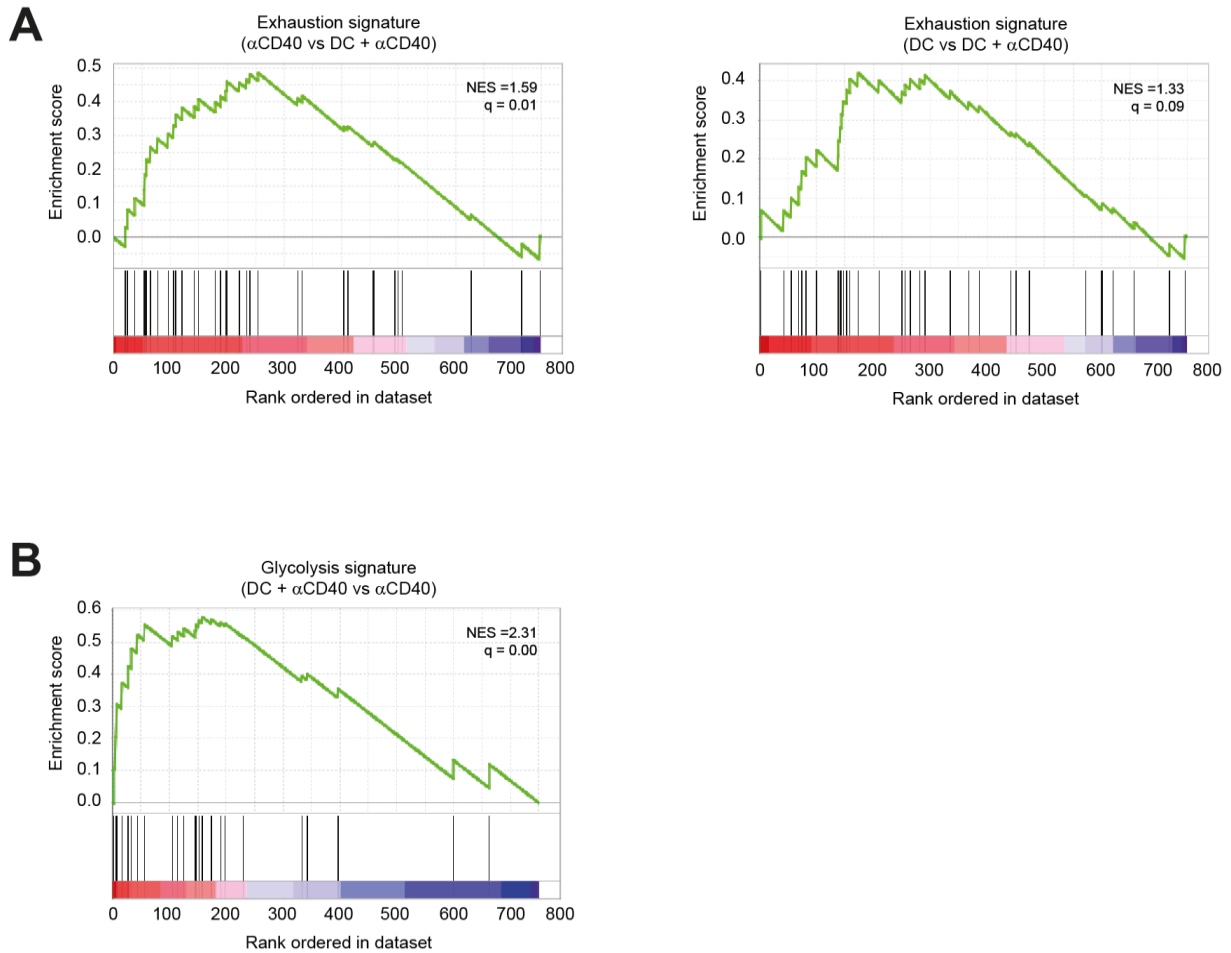 A
Exhaustion signature
(αCD40 vs DC + αCD40)
Enrichment score
0.5
0.4
0.3
0.2
0.1
0.0
NES =1.59
q = 0.01
0 100 200 300 400 500 600 700 800
Rank ordered in dataset
Exhaustion signature
(DC vs DC + αCD40)
Enrichment score
0.4
0.3
0.2
0.1
0.0
NES =1.33
q = 0.09
0 100 200 300 400 500 600 700 800
Rank ordered in dataset
B
Glycolysis signature
(DC + αCD40 vs αCD40)
Enrichment score
0.6
0.5
0.4
0.3
0.2
0.1
0.0
NES =2.31
q = 0.00
0 100 200 300 400 500 600 700 800
Rank ordered in dataset